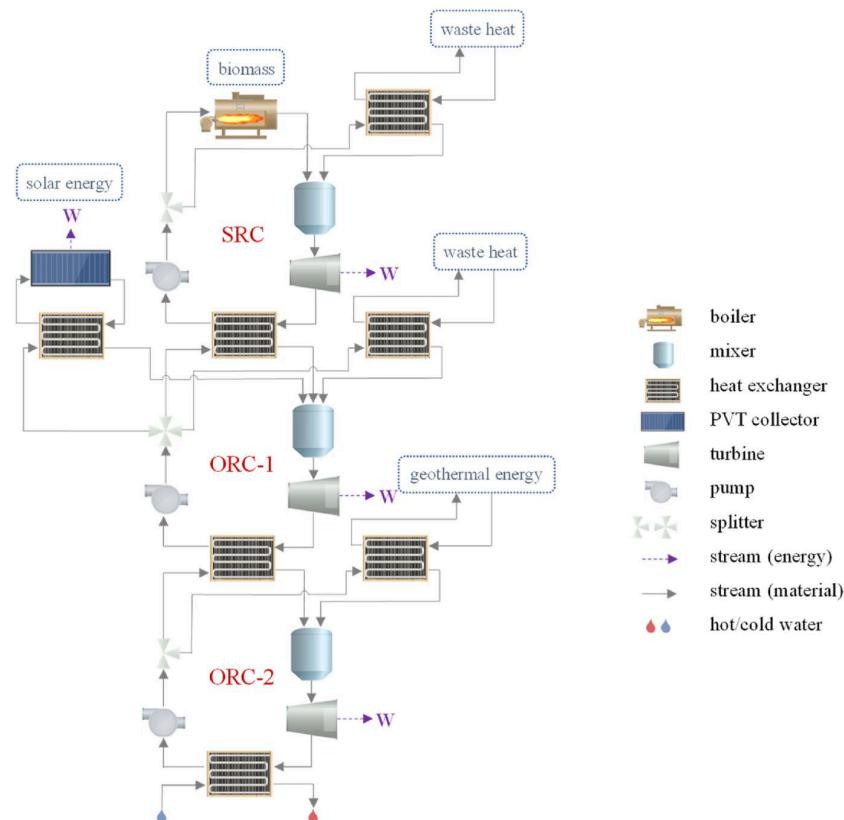 waste heat
biomass
solar energy
W
SRC
W
waste heat
ORC-1
W
geothermal energy
ORC-2
W
boiler
mixer
heat exchanger
PVT collector
turbine
pump
splitter
stream (energy)
stream (material)
hot/cold water